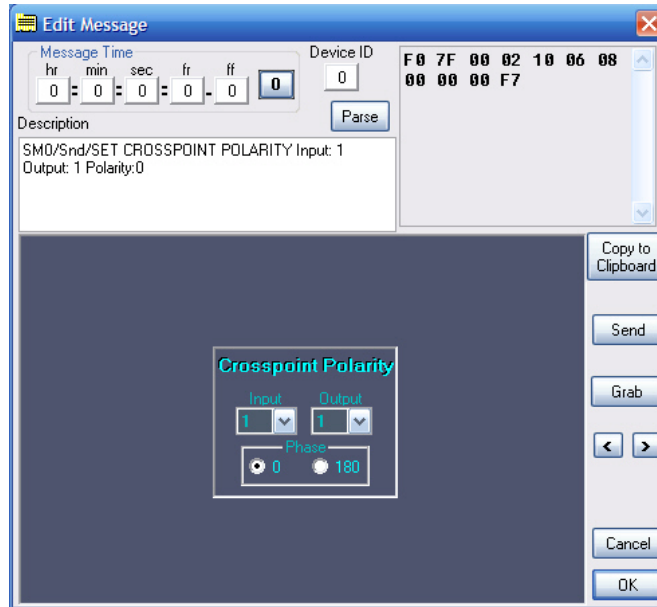 Edit Message
Message Time
hr min sec fr ff
0 : 0 : 0 : 0 . 0 0
Device ID
0
Parse
Description
SM0/Snd/SET CROSSPOINT POLARITY Input: 1
Output: 1 Polarity:0
F0 7F 00 02 10 06 08
00 00 00 F7
Copy to
Clipboard
Send
Grab
< >
Cancel
OK
Crosspoint Polarity
Input Output
1 1
Phase
0 180